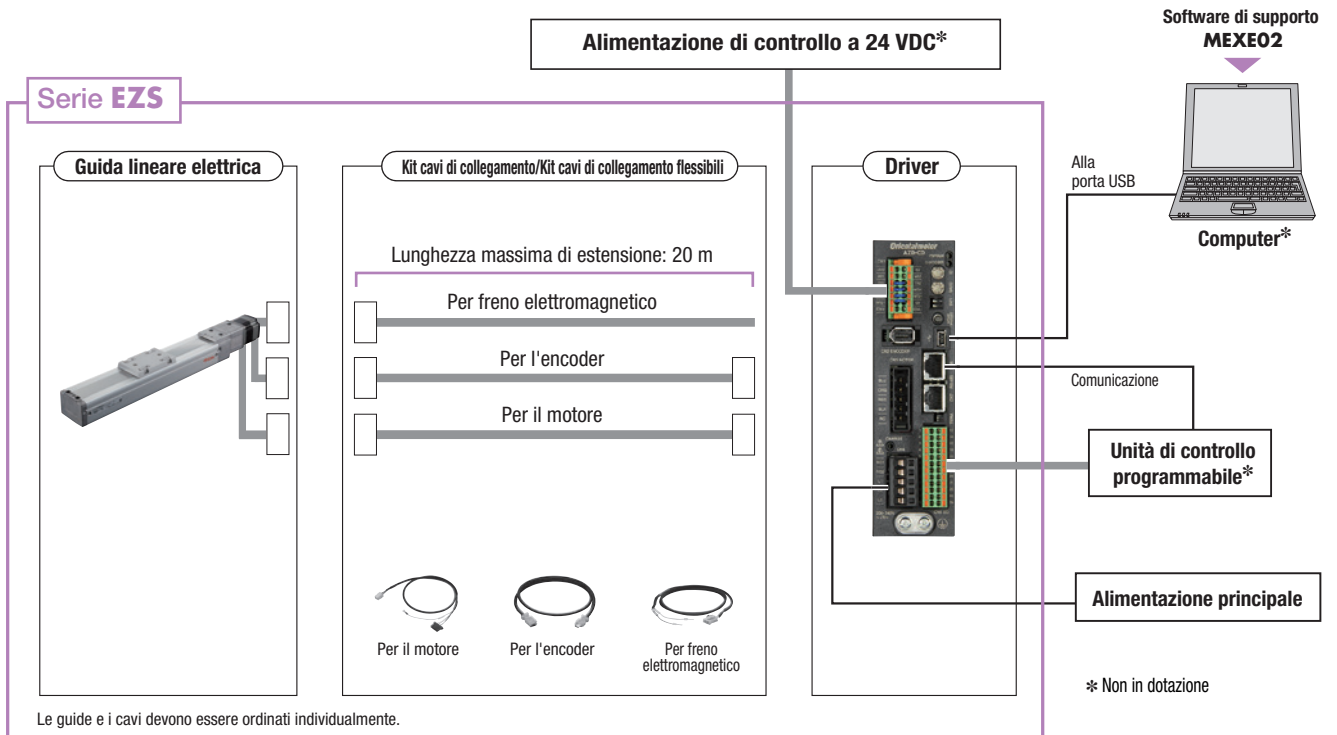 Alimentazione di controllo a 24 VDC*
Software di supporto
MEXE02
Serie EZS
Guida lineare elettrica
Kit cavi di collegamento/Kit cavi di collegamento flessibili
Driver
Alla
porta USB
Computer*
Lunghezza massima di estensione: 20 m
Per freno elettromagnetico
Per l'encoder
Per il motore
Orientalmotor
AZD-CD
Comunicazione
Unità di controllo
programmabile*
Alimentazione principale
Per il motore
Per l'encoder
Per freno
elettromagnetico
* Non in dotazione
Le guide e i cavi devono essere ordinati individualmente.